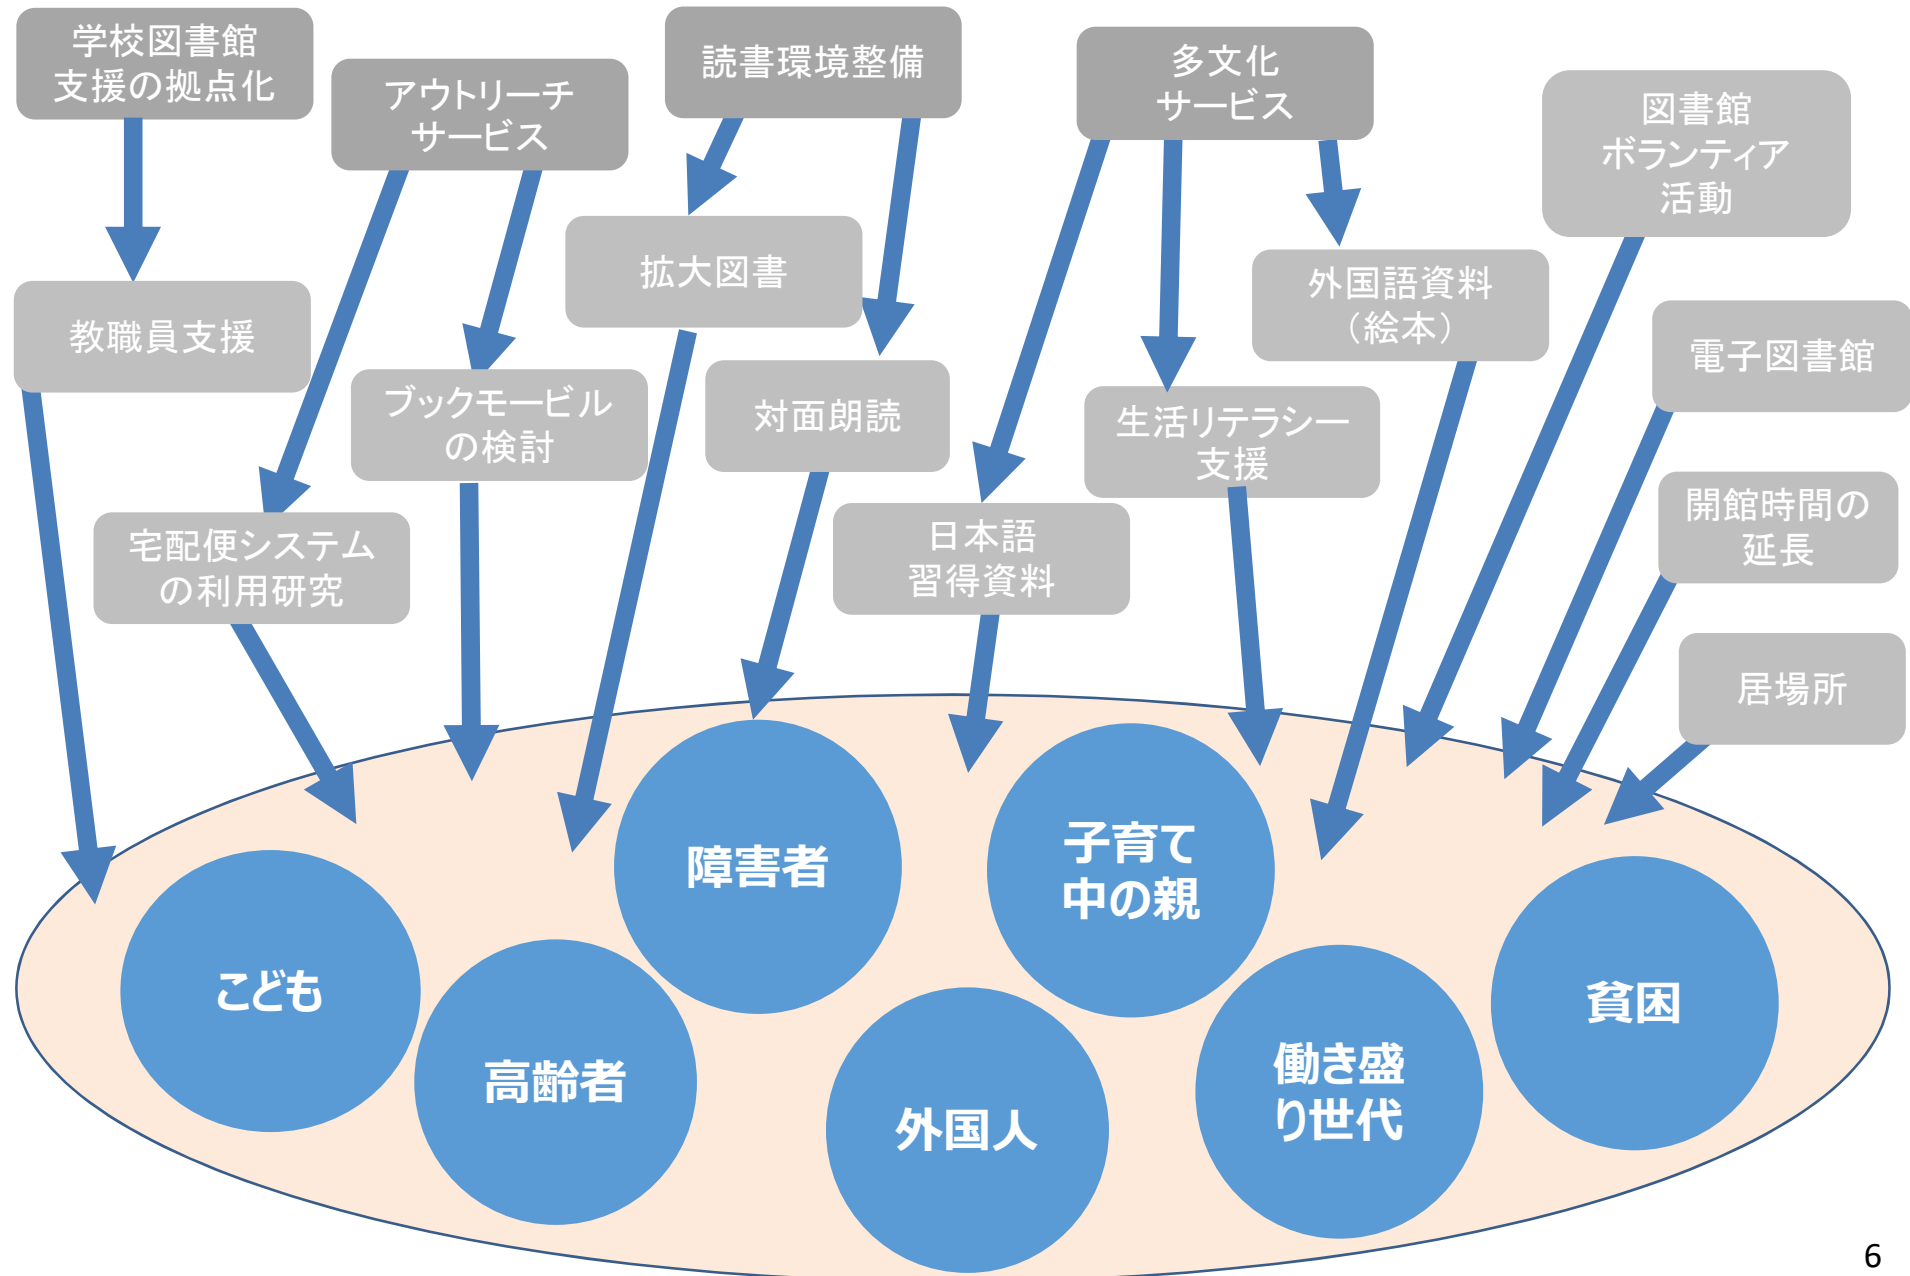 学校図書館
支援の拠点化
アウトリーチ
サービス
読書環境整備
多文化
サービス
図書館
ボランティア
活動
教職員支援
拡大図書
外国語資料
（絵本）
電子図書館
ブックモービル
の検討
対面朗読
生活リテラシー
支援
開館時間の
延長
宅配便システム
の利用研究
日本語
習得資料
居場所
こども
高齢者
障害者
外国人
子育て
中の親
働き盛
り世代
貧困
6